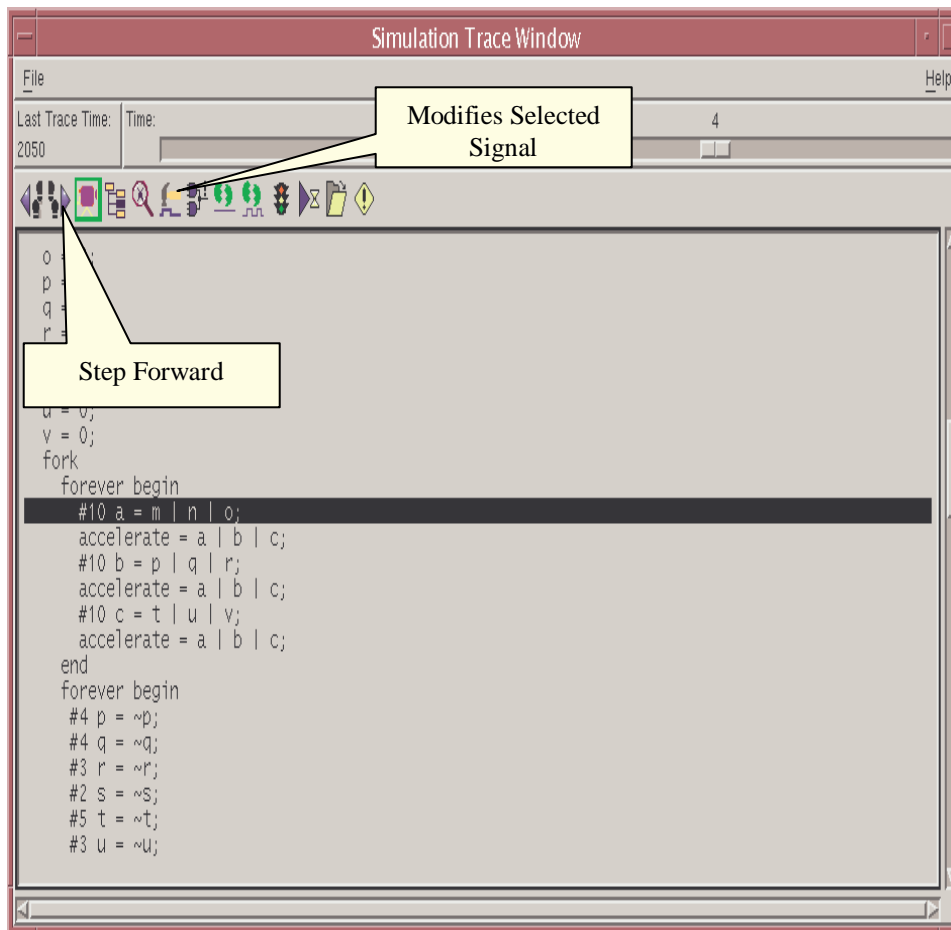 Simulation Trace Window
File Help
Last Trace Time: Time:
2050
4
Modifies Selected
Signal
o
p =
q
r =
Step Forward
u = 0;
v = 0;
fork
forever begin
#10 a = m | n | o;
accelerate = a | b | c;
#10 b = p | q | r;
accelerate = a | b | c;
#10 c = t | u | v;
accelerate = a | b | c;
end
forever begin
#4 p = ~p;
#4 q = ~q;
#3 r = ~r;
#2 s = ~s;
#5 t = ~t;
#3 u = ~u;